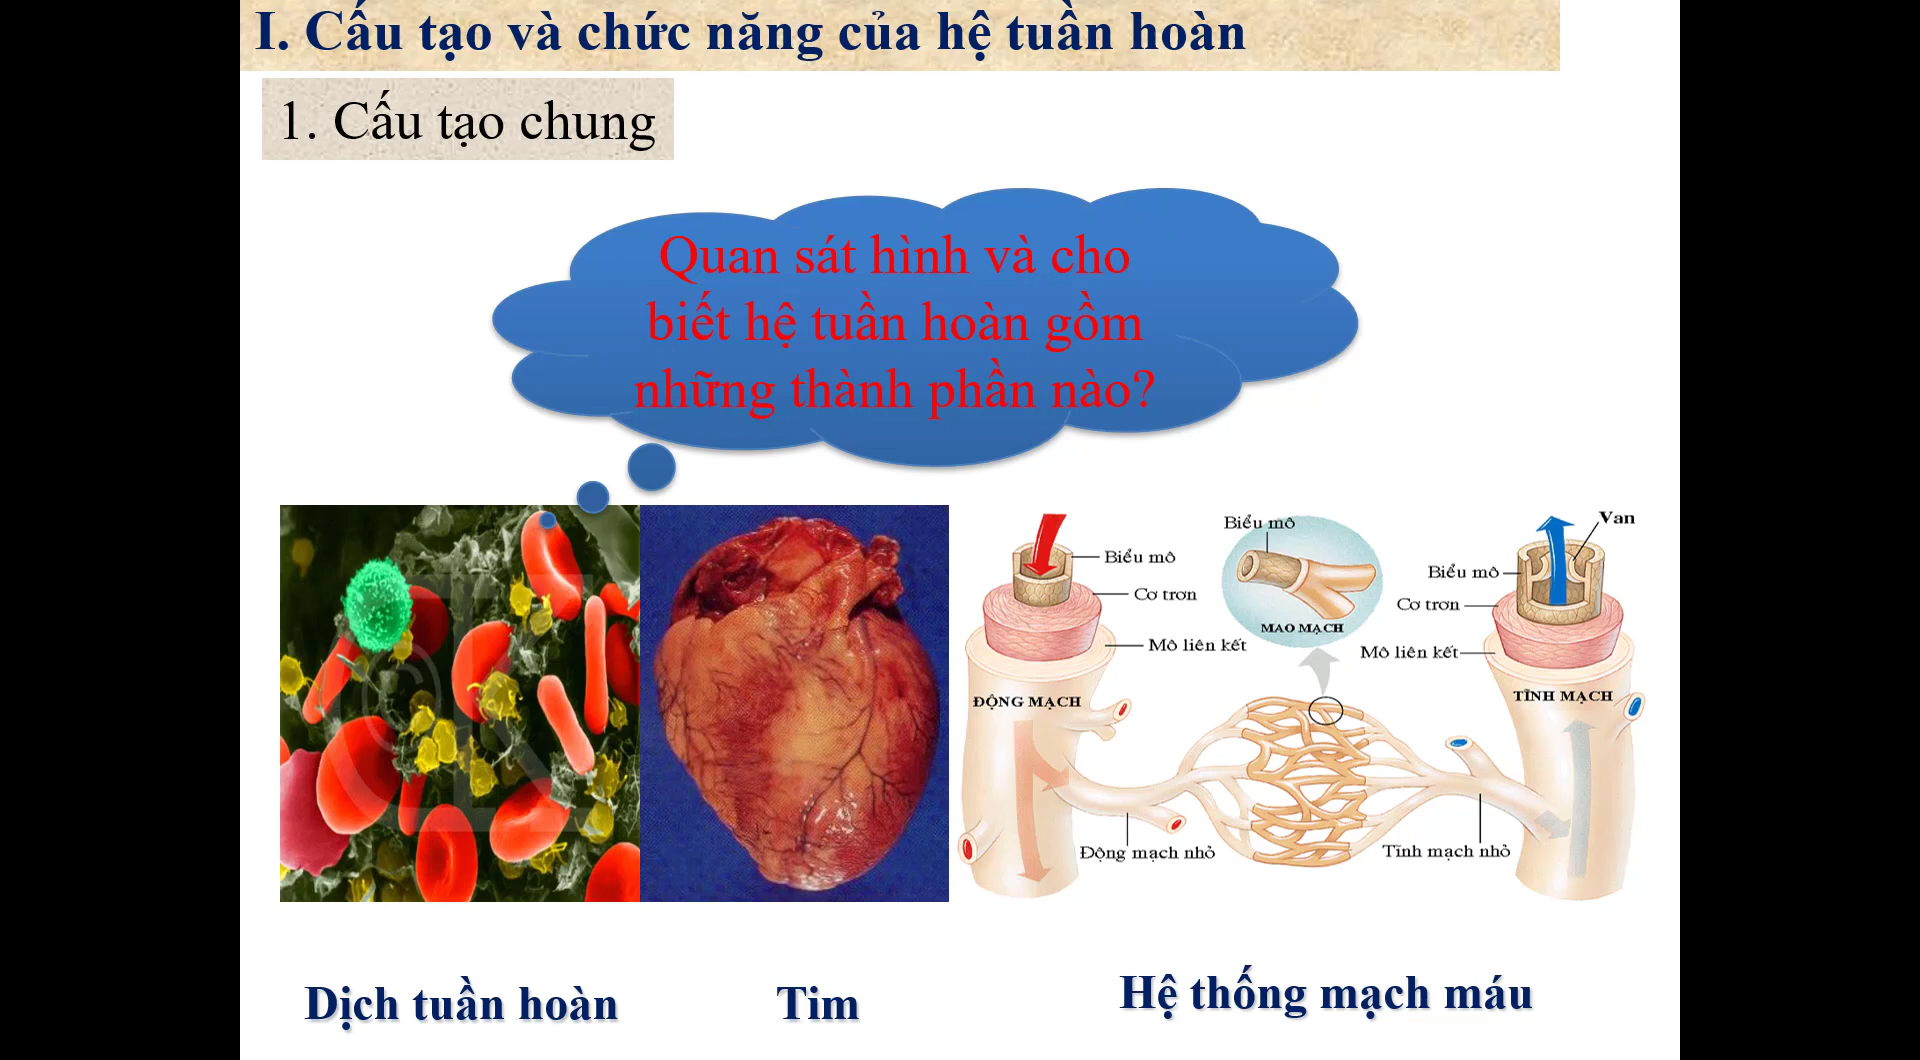 I. Cấu tạo và chức năng của hệ tuần hoàn
1. Cấu tạo chung
Quan sát hình và cho
biết hệ tuần hoàn gồm
những thành phần nào?
Biểu mô
Cơ trơn
Mô liên kết
ĐỘNG MẠCH
Động mạch nhỏ
Biểu mô
MAO MẠCH
Van
Biểu mô
Cơ trơn
Mô liên kết
TĨNH MẠCH
Tĩnh mạch nhỏ
Dịch tuần hoàn
Tim
Hệ thống mạch máu